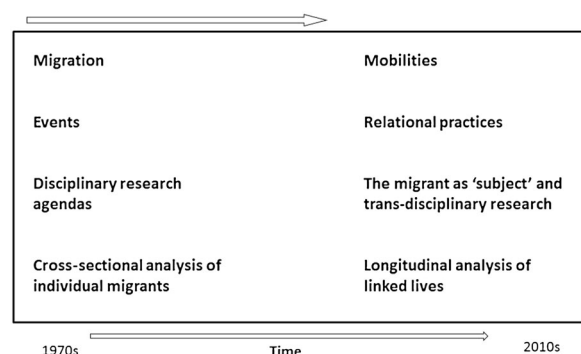 Migration
Mobilities
Events
Relational practices
Disciplinary research
agendas
The migrant as ‘subject’ and
trans-disciplinary research
Cross-sectional analysis of
individual migrants
Longitudinal analysis of
linked lives
1970s
Time
2010s